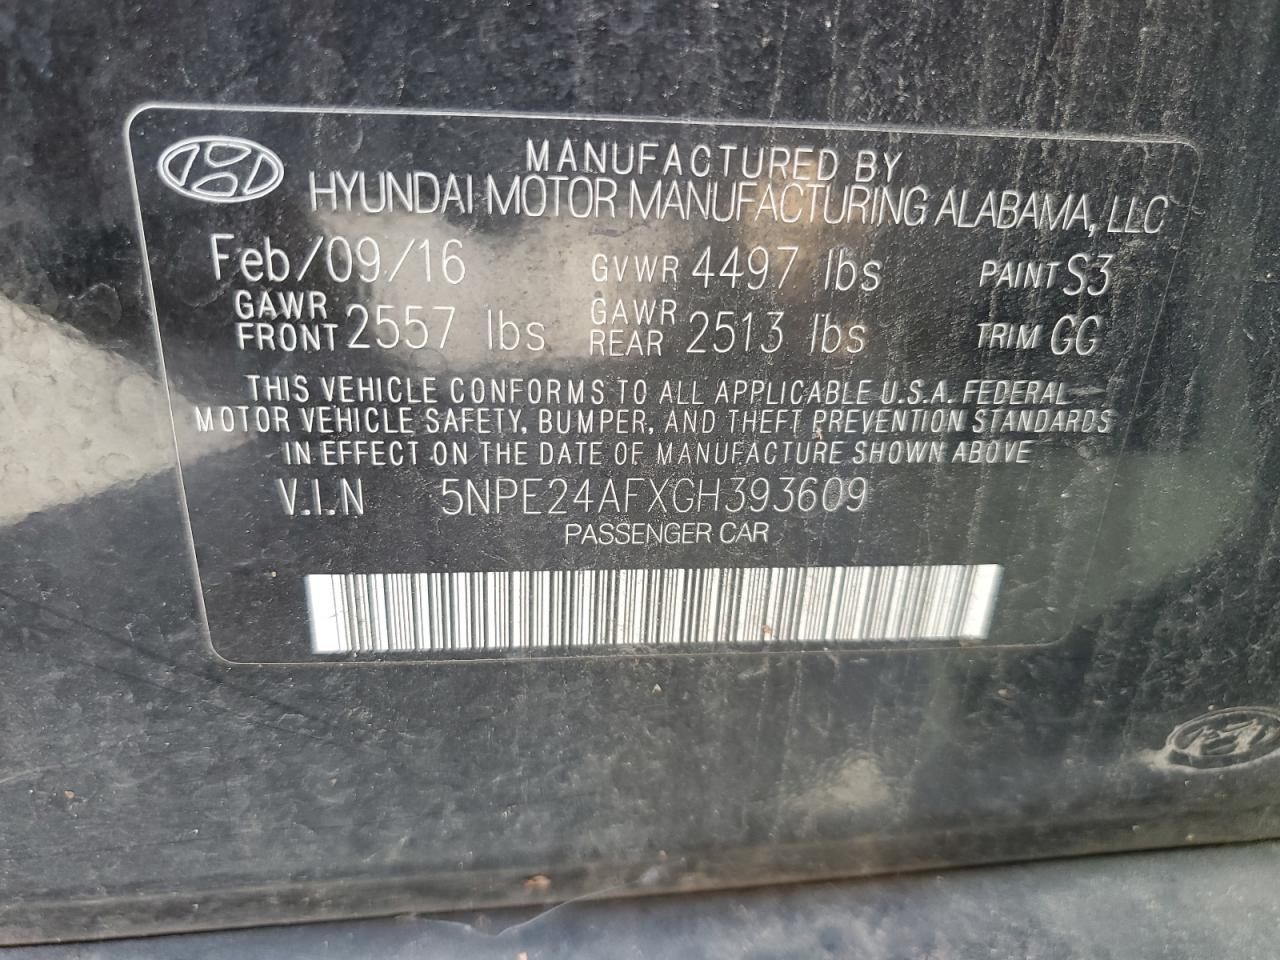 MANUFACTURED BY
HYUNDAI MOTOR MANUFACTURING ALABAMA, LLC
Feb/09/16 GVWR 4497 lbs PAINT S3
GAWR FRONT 2557 lbs GAWR REAR 2513 lbs TRIM GG
THIS VEHICLE CONFORMS TO ALL APPLICABLE U.S.A. FEDERAL
MOTOR VEHICLE SAFETY, BUMPER, AND THEFT PREVENTION STANDARDS
IN EFFECT ON THE DATE OF MANUFACTURE SHOWN ABOVE
V.I.N 5NPE24AFXGH393609
PASSENGER CAR